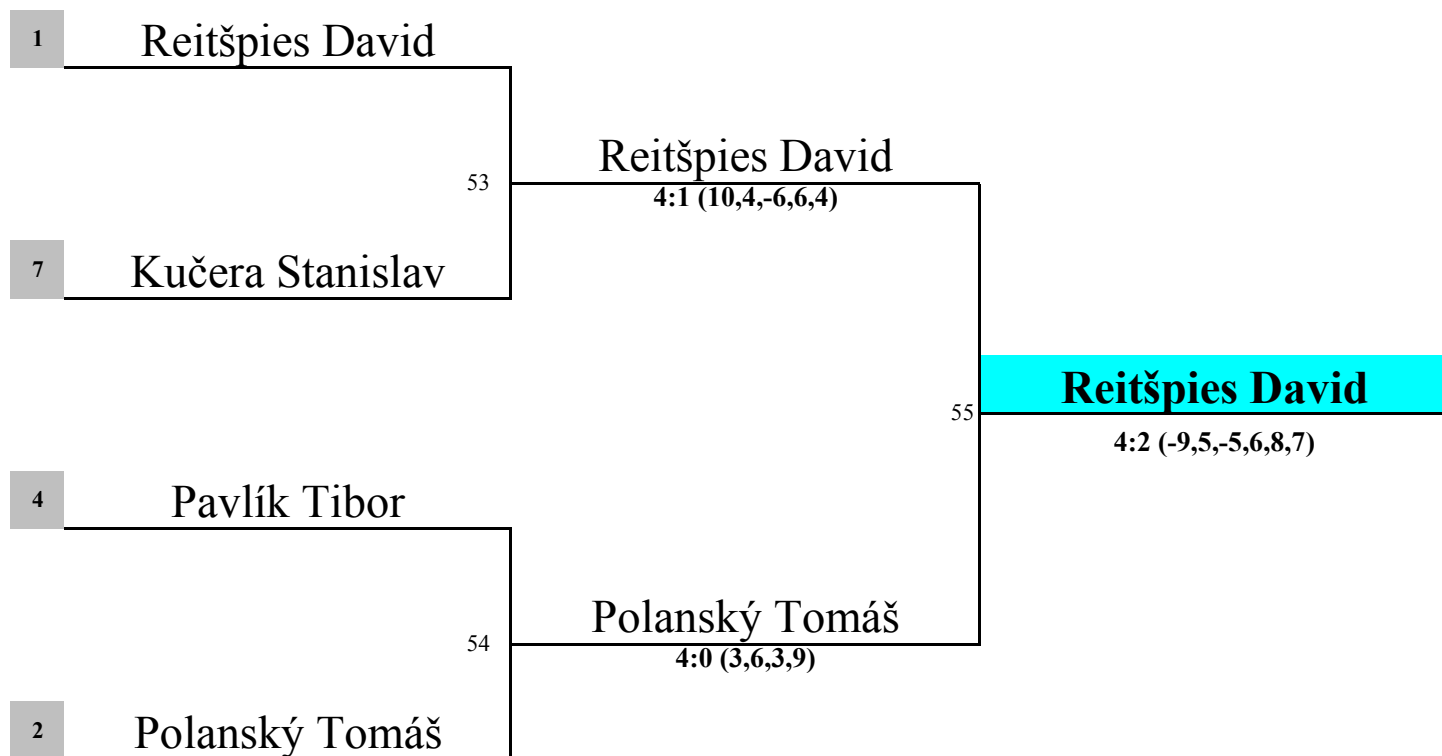 1 Reitšpies David
Reitšpies David
53
4:1 (10,4,-6,6,4)
7 Kučera Stanislav
Reitšpies David
55
4:2 (-9,5,-5,6,8,7)
4 Pavlík Tibor
Polanský Tomáš
54
4:0 (3,6,3,9)
2 Polanský Tomáš